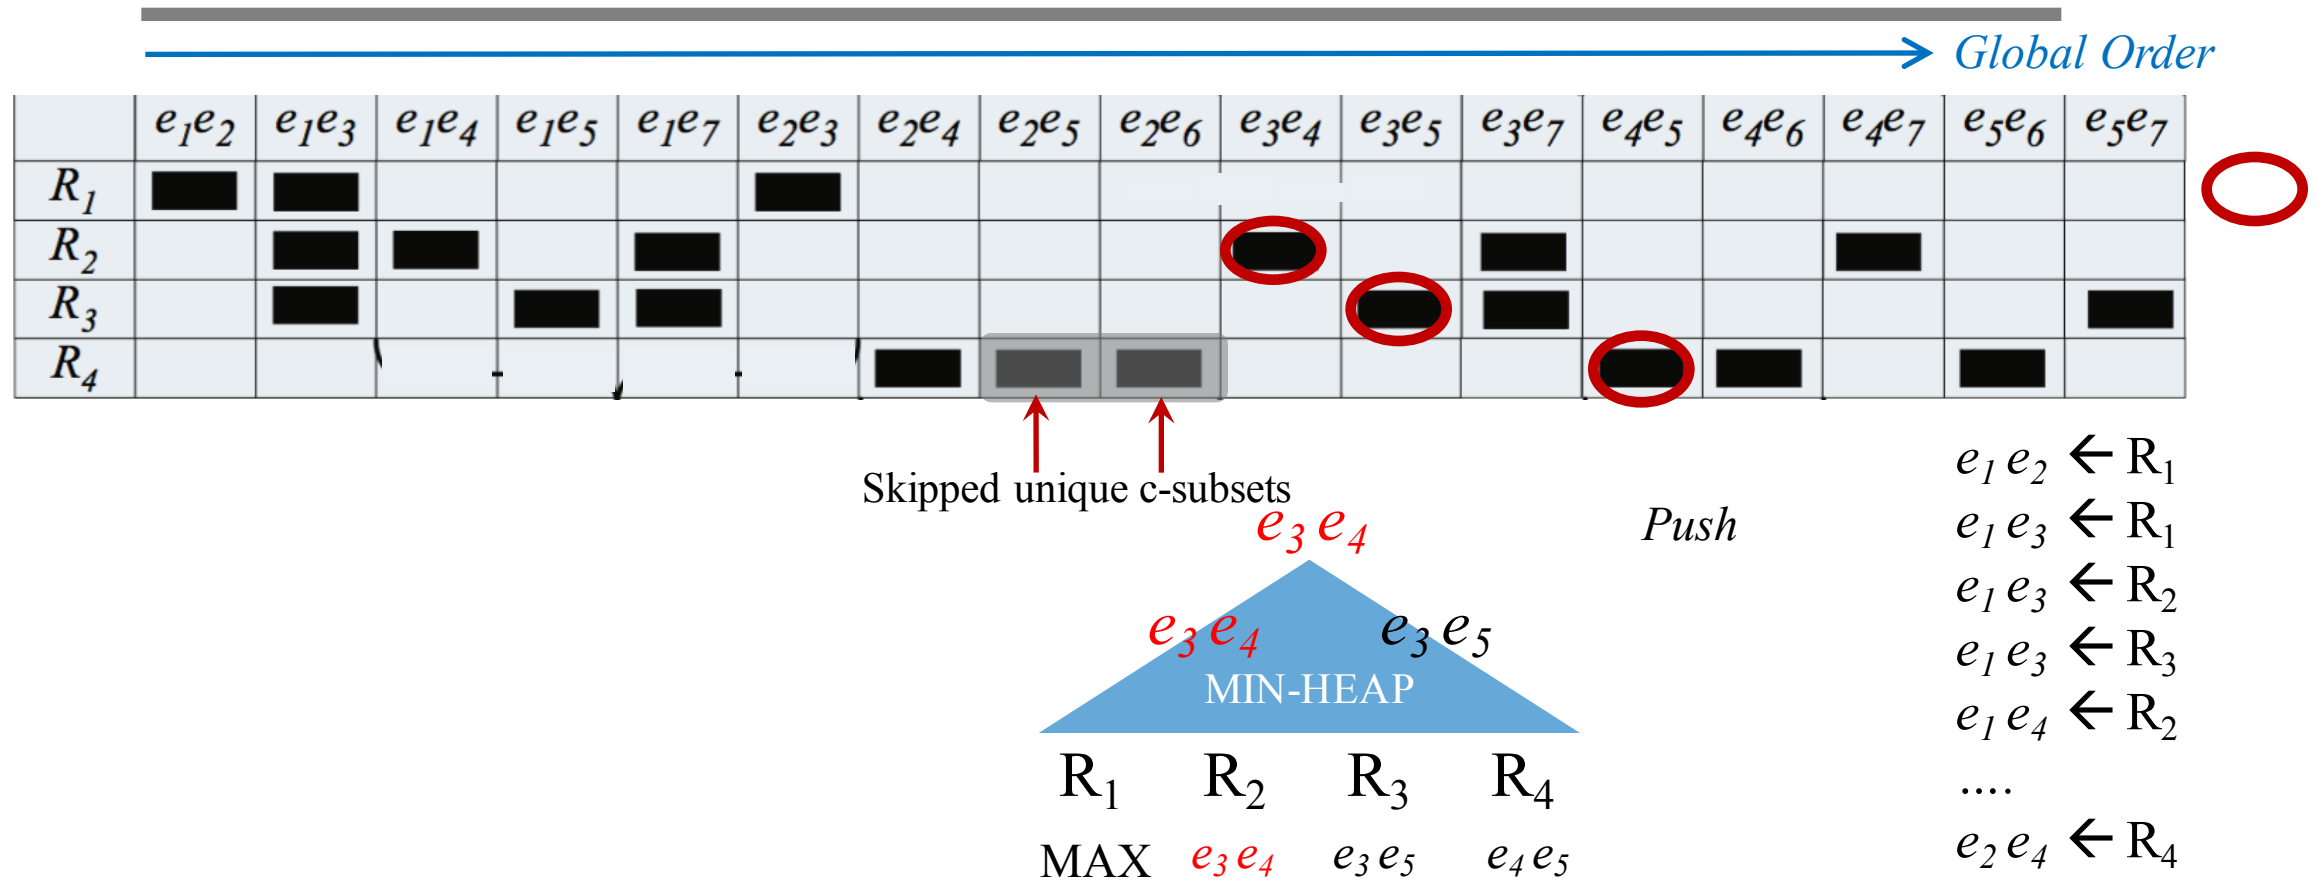 Global Order
e1e2 e1e3 e1e4 e1e5 e1e7 e2e3 e2e4 e2e5 e2e6 e3e4 e3e5 e3e7 e4e5 e4e6 e4e7 e5e6 e5e7
R1
R2
R3
R4
Skipped unique c-subsets
e3 e4
e3 e4 e3 e5
MIN-HEAP
R1 R2 R3 R4
MAX e3 e4 e3 e5 e4 e5
Push
e1 e2 ← R1
e1 e3 ← R1
e1 e3 ← R2
e1 e3 ← R3
e1 e4 ← R2
....
e2 e4 ← R4